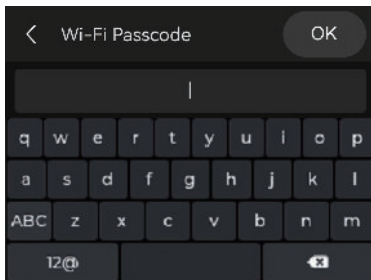 Wi-Fi Passcode OK
q w e r t y u i o p
a s d f g h j k l
ABC z x c v b n m
12@